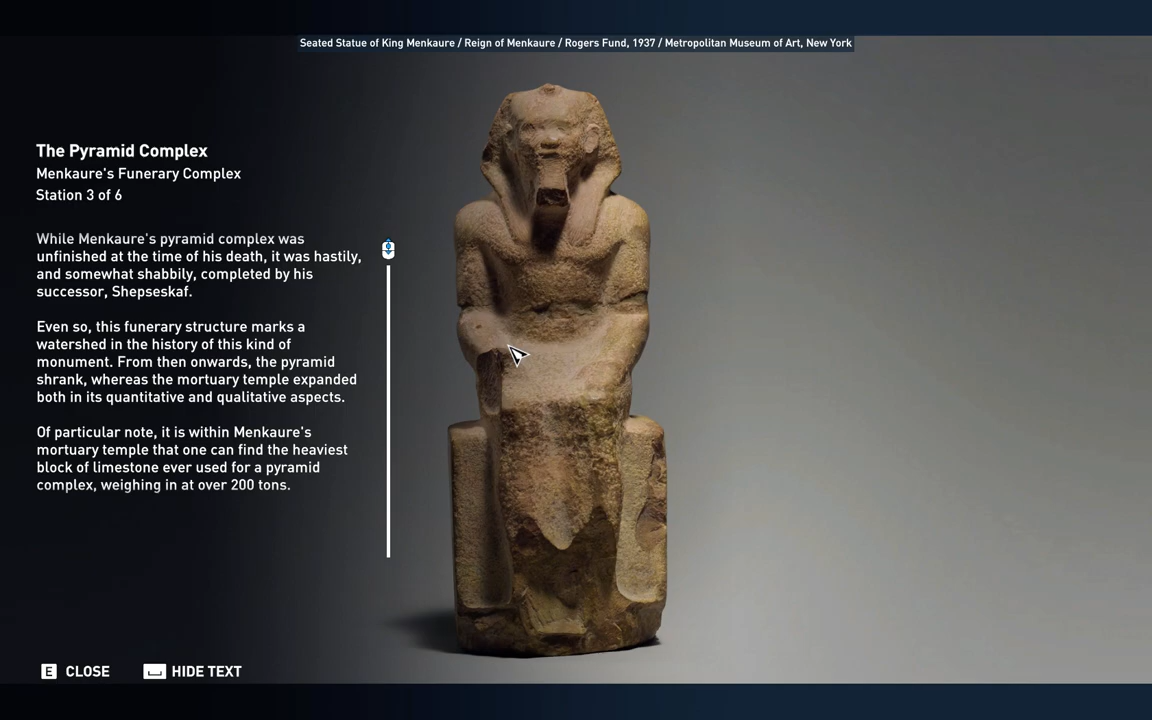 Seated Statue of King Menkaure / Reign of Menkaure / Rogers Fund, 1937 / Metropolitan Museum of Art, New York
The Pyramid Complex
Menkaure's Funerary Complex
Station 3 of 6
While Menkaure's pyramid complex was
unfinished at the time of his death, it was hastily,
and somewhat shabbily, completed by his
successor, Shepseskaf.
Even so, this funerary structure marks a
watershed in the history of this kind of
monument. From then onwards, the pyramid
shrank, whereas the mortuary temple expanded
both in its quantitative and qualitative aspects.
Of particular note, it is within Menkaure's
mortuary temple that one can find the heaviest
block of limestone ever used for a pyramid
complex, weighing in at over 200 tons.
E CLOSE
HIDE TEXT